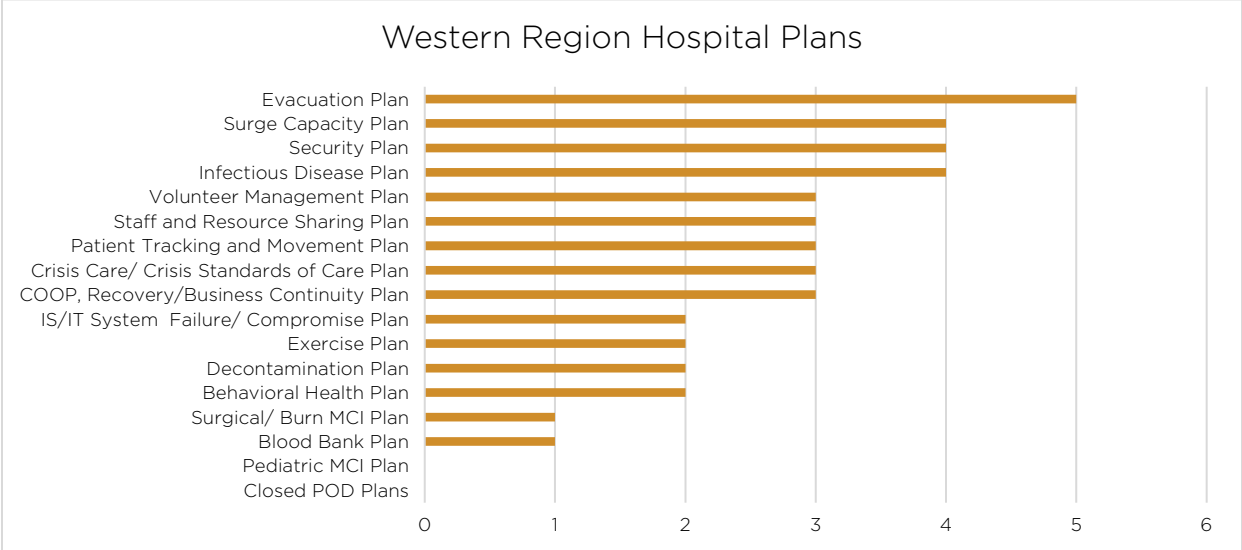 Western Region Hospital Plans
Evacuation Plan
Surge Capacity Plan
Security Plan
Infectious Disease Plan
Volunteer Management Plan
Staff and Resource Sharing Plan
Patient Tracking and Movement Plan
Crisis Care/ Crisis Standards of Care Plan
COOP, Recovery/Business Continuity Plan
IS/IT System  Failure/ Compromise Plan
Exercise Plan
Decontamination Plan
Behavioral Health Plan
Surgical/ Burn MCI Plan
Blood Bank Plan
Pediatric MCI Plan
Closed POD Plans
0 1 2 3 4 5 6